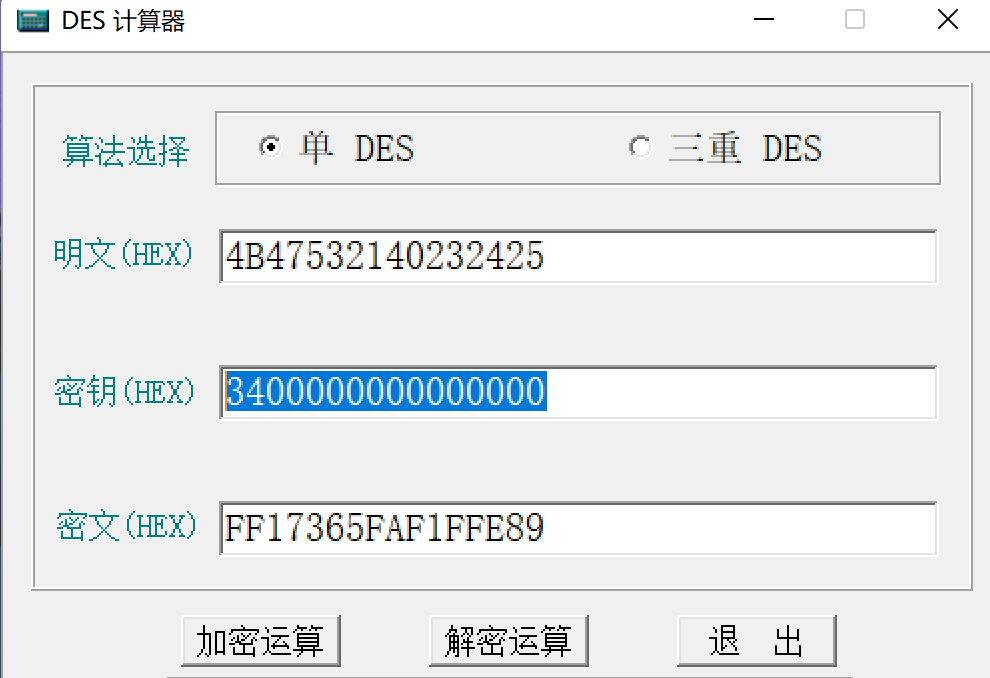 DES 计算器
算法选择 单 DES 三重 DES
明文(HEX) 4B47532140232425
密钥(HEX) 3400000000000000
密文(HEX) FF17365FAF1FFE89
加密运算 解密运算 退 出